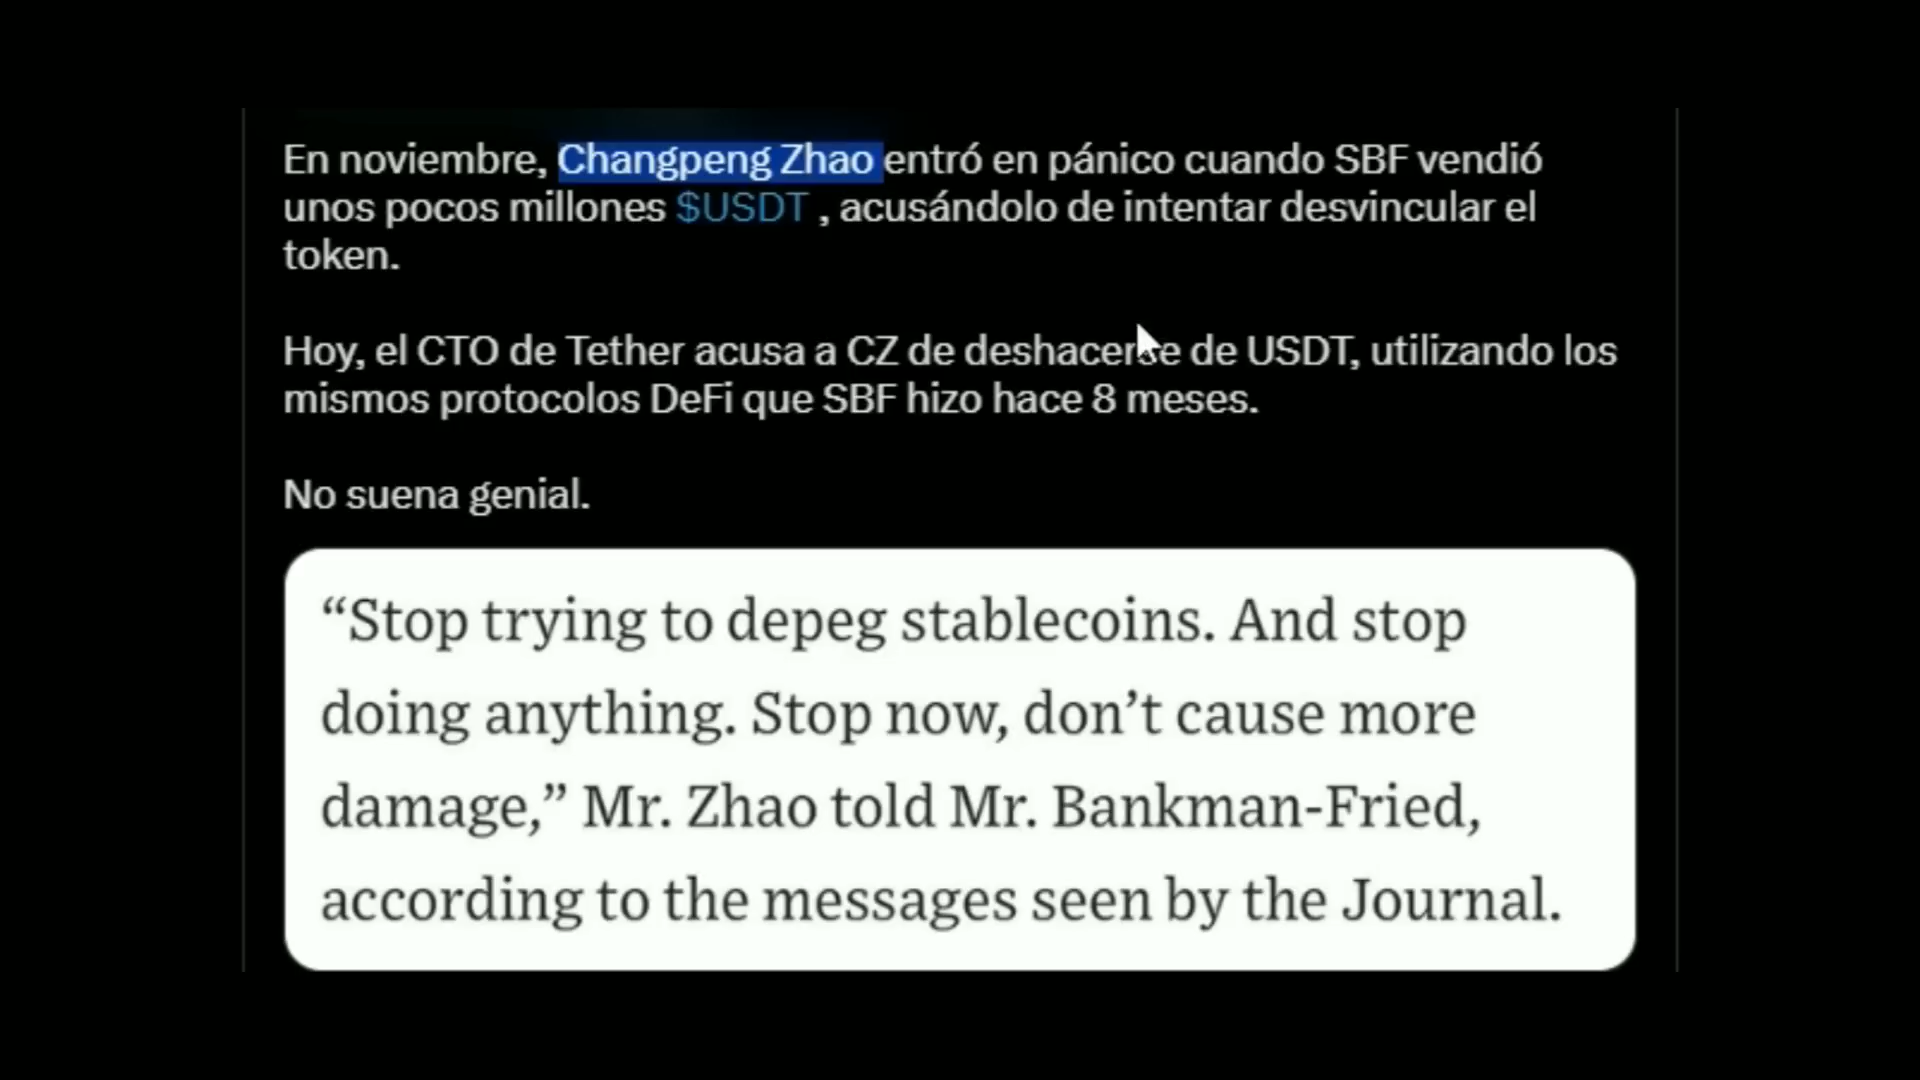 En noviembre, Changpeng Zhao entró en pánico cuando SBF vendió
unos pocos millones $USDT , acusándolo de intentar desvincular el
token.
Hoy, el CTO de Tether acusa a CZ de deshacerse de USDT, utilizando los
mismos protocolos DeFi que SBF hizo hace 8 meses.
No suena genial.
“Stop trying to depeg stablecoins. And stop
doing anything. Stop now, don’t cause more
damage,” Mr. Zhao told Mr. Bankman-Fried,
according to the messages seen by the Journal.